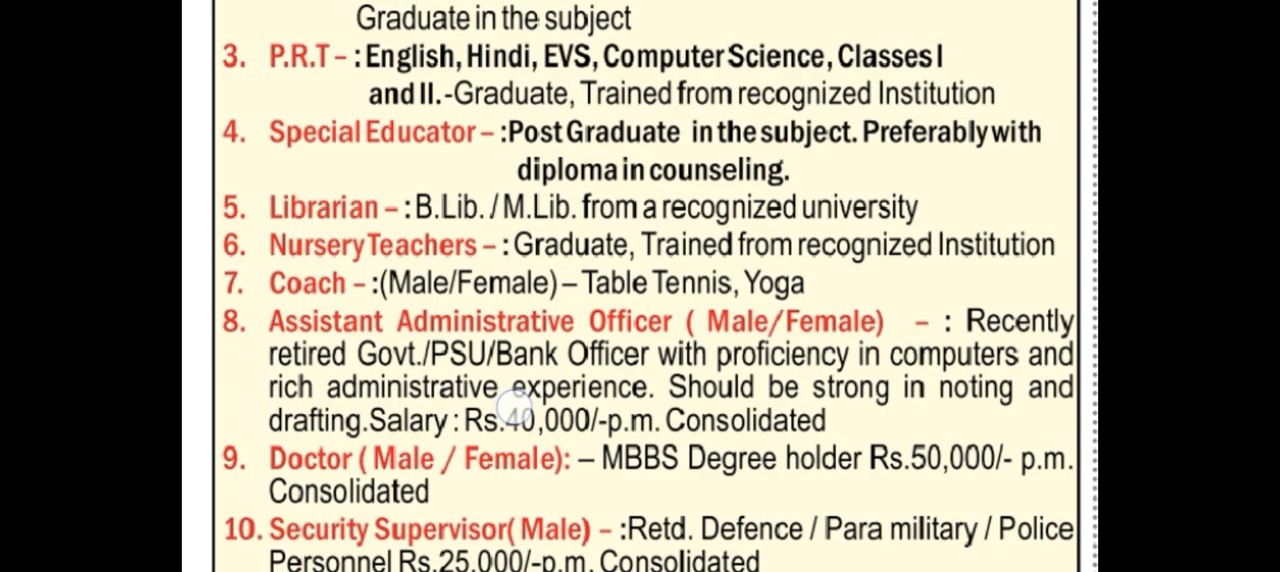 Graduate in the subject
3. P.R.T – : English, Hindi, EVS, Computer Science, Classes I
and II.-Graduate, Trained from recognized Institution
4. Special Educator – :Post Graduate in the subject. Preferably with
diploma in counseling.
5. Librarian – : B.Lib. / M.Lib. from a recognized university
6. Nursery Teachers – : Graduate, Trained from recognized Institution
7. Coach – :(Male/Female) – Table Tennis, Yoga
8. Assistant Administrative Officer ( Male/Female) – : Recently
retired Govt./PSU/Bank Officer with proficiency in computers and
rich administrative experience. Should be strong in noting and
drafting.Salary : Rs.40,000/-p.m. Consolidated
9. Doctor ( Male / Female): – MBBS Degree holder Rs.50,000/- p.m.
Consolidated
10. Security Supervisor( Male) – :Retd. Defence / Para military / Police
Personnel Rs.25,000/-p.m. Consolidated